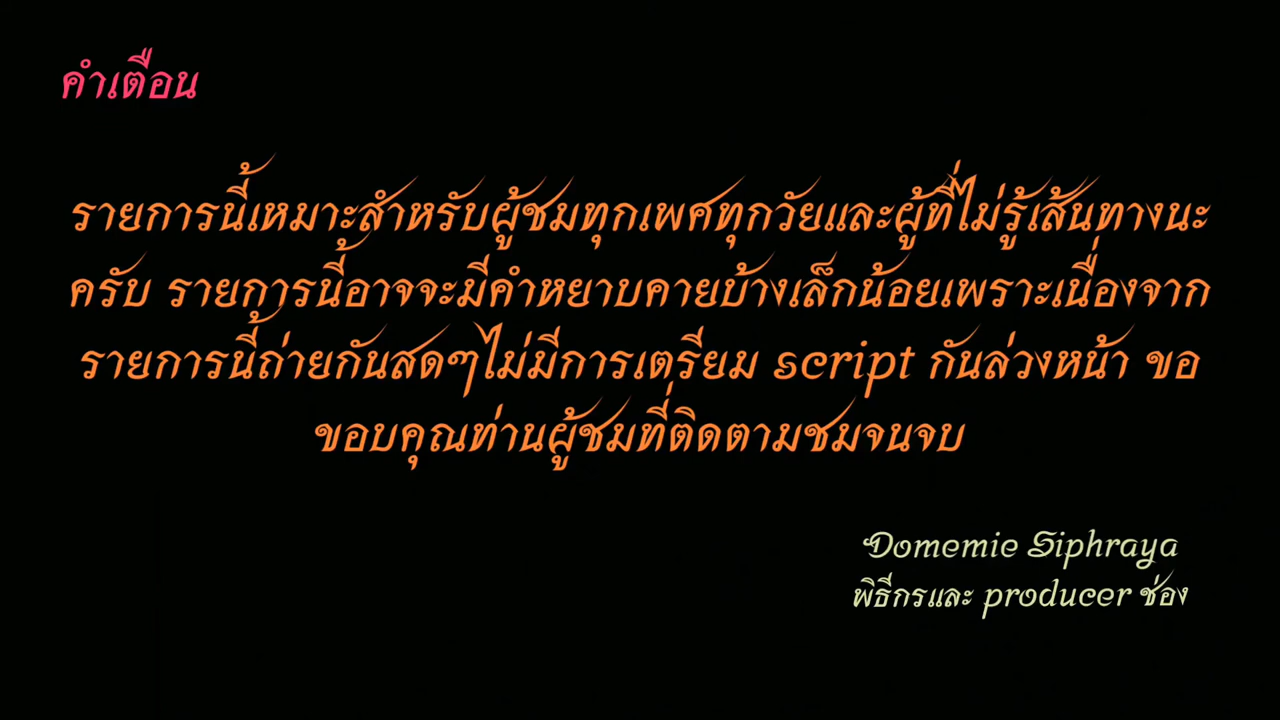 คำเตือน
รายการนี้เหมาะสำหรับผู้ชมทุกเพศทุกวัยและผู้ที่ไม่รู้เส้นทางนะ
ครับ รายการนี้อาจจะมีคำหยาบคายบ้างเล็กน้อยเพราะเนื่องจาก
รายการนี้ถ่ายกันสดๆไม่มีการเตรียม script กันล่วงหน้า ขอ
ขอบคุณท่านผู้ชมที่ติดตามชมจนจบ
Domemie Siphraya
พิธีกรและ producer ช่อง